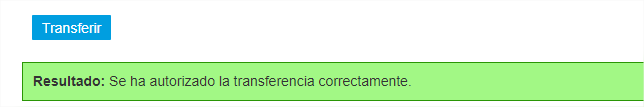 Transferir
Resultado: Se ha autorizado la transferencia correctamente.